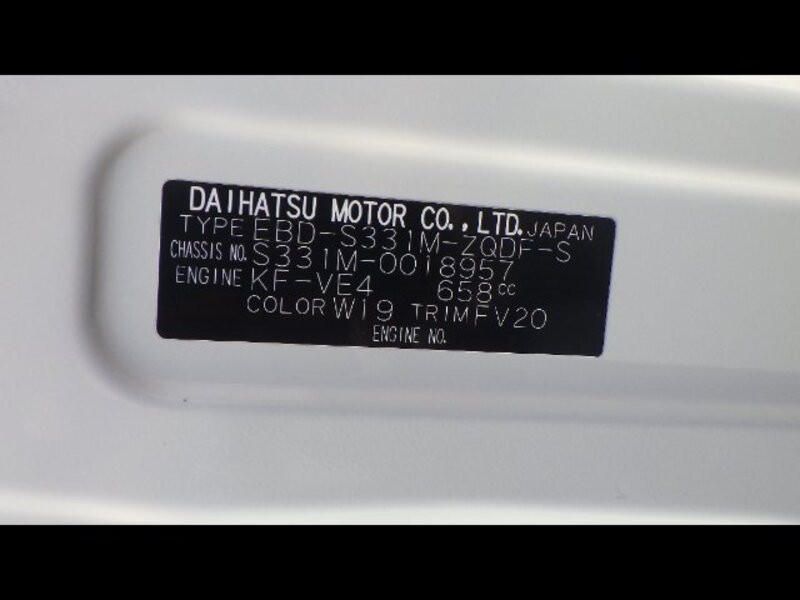 DAIHATSU MOTOR CO.,LTD. JAPAN
TYPE EBD-S331M-ZQDF-S
CHASSIS NO. S331M-0018957
ENGINE KF-VE4 658cc
COLOR W19 TRIM FV20
ENGINE NO.